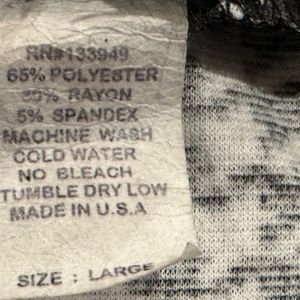 RN#133949
65% POLYESTER
30% RAYON
5% SPANDEX
MACHINE WASH
COLD WATER
NO BLEACH
TUMBLE DRY LOW
MADE IN U.S.A
SIZE : LARGE